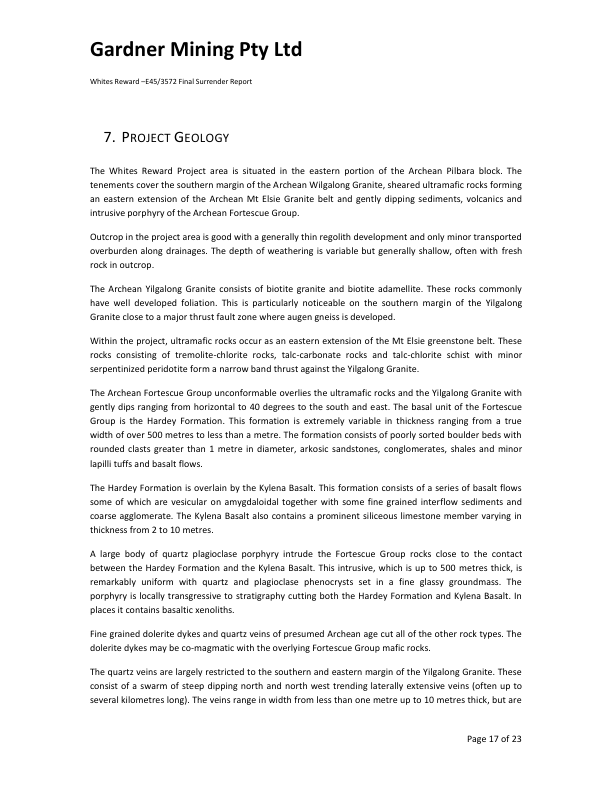 Gardner Mining Pty Ltd
Whites Reward –E45/3572 Final Surrender Report
7. PROJECT GEOLOGY
The Whites Reward Project area is situated in the eastern portion of the Archean Pilbara block. The
tenements cover the southern margin of the Archean Wilgalong Granite, sheared ultramafic rocks forming
an eastern extension of the Archean Mt Elsie Granite belt and gently dipping sediments, volcanics and
intrusive porphyry of the Archean Fortescue Group.
Outcrop in the project area is good with a generally thin regolith development and only minor transported
overburden along drainages. The depth of weathering is variable but generally shallow, often with fresh
rock in outcrop.
The Archean Yilgalong Granite consists of biotite granite and biotite adamellite. These rocks commonly
have well developed foliation. This is particularly noticeable on the southern margin of the Yilgalong
Granite close to a major thrust fault zone where augen gneiss is developed.
Within the project, ultramafic rocks occur as an eastern extension of the Mt Elsie greenstone belt. These
rocks consisting of tremolite-chlorite rocks, talc-carbonate rocks and talc-chlorite schist with minor
serpentinized peridotite form a narrow band thrust against the Yilgalong Granite.
The Archean Fortescue Group unconformable overlies the ultramafic rocks and the Yilgalong Granite with
gently dips ranging from horizontal to 40 degrees to the south and east. The basal unit of the Fortescue
Group is the Hardey Formation. This formation is extremely variable in thickness ranging from a true
width of over 500 metres to less than a metre. The formation consists of poorly sorted boulder beds with
rounded clasts greater than 1 metre in diameter, arkosic sandstones, conglomerates, shales and minor
lapilli tuffs and basalt flows.
The Hardey Formation is overlain by the Kylena Basalt. This formation consists of a series of basalt flows
some of which are vesicular on amygdaloidal together with some fine grained interflow sediments and
coarse agglomerate. The Kylena Basalt also contains a prominent siliceous limestone member varying in
thickness from 2 to 10 metres.
A large body of quartz plagioclase porphyry intrude the Fortescue Group rocks close to the contact
between the Hardey Formation and the Kylena Basalt. This intrusive, which is up to 500 metres thick, is
remarkably uniform with quartz and plagioclase phenocrysts set in a fine glassy groundmass. The
porphyry is locally transgressive to stratigraphy cutting both the Hardey Formation and Kylena Basalt. In
places it contains basaltic xenoliths.
Fine grained dolerite dykes and quartz veins of presumed Archean age cut all of the other rock types. The
dolerite dykes may be co-magmatic with the overlying Fortescue Group mafic rocks.
The quartz veins are largely restricted to the southern and eastern margin of the Yilgalong Granite. These
consist of a swarm of steep dipping north and north west trending laterally extensive veins (often up to
several kilometres long). The veins range in width from less than one metre up to 10 metres thick, but are
Page 17 of 23